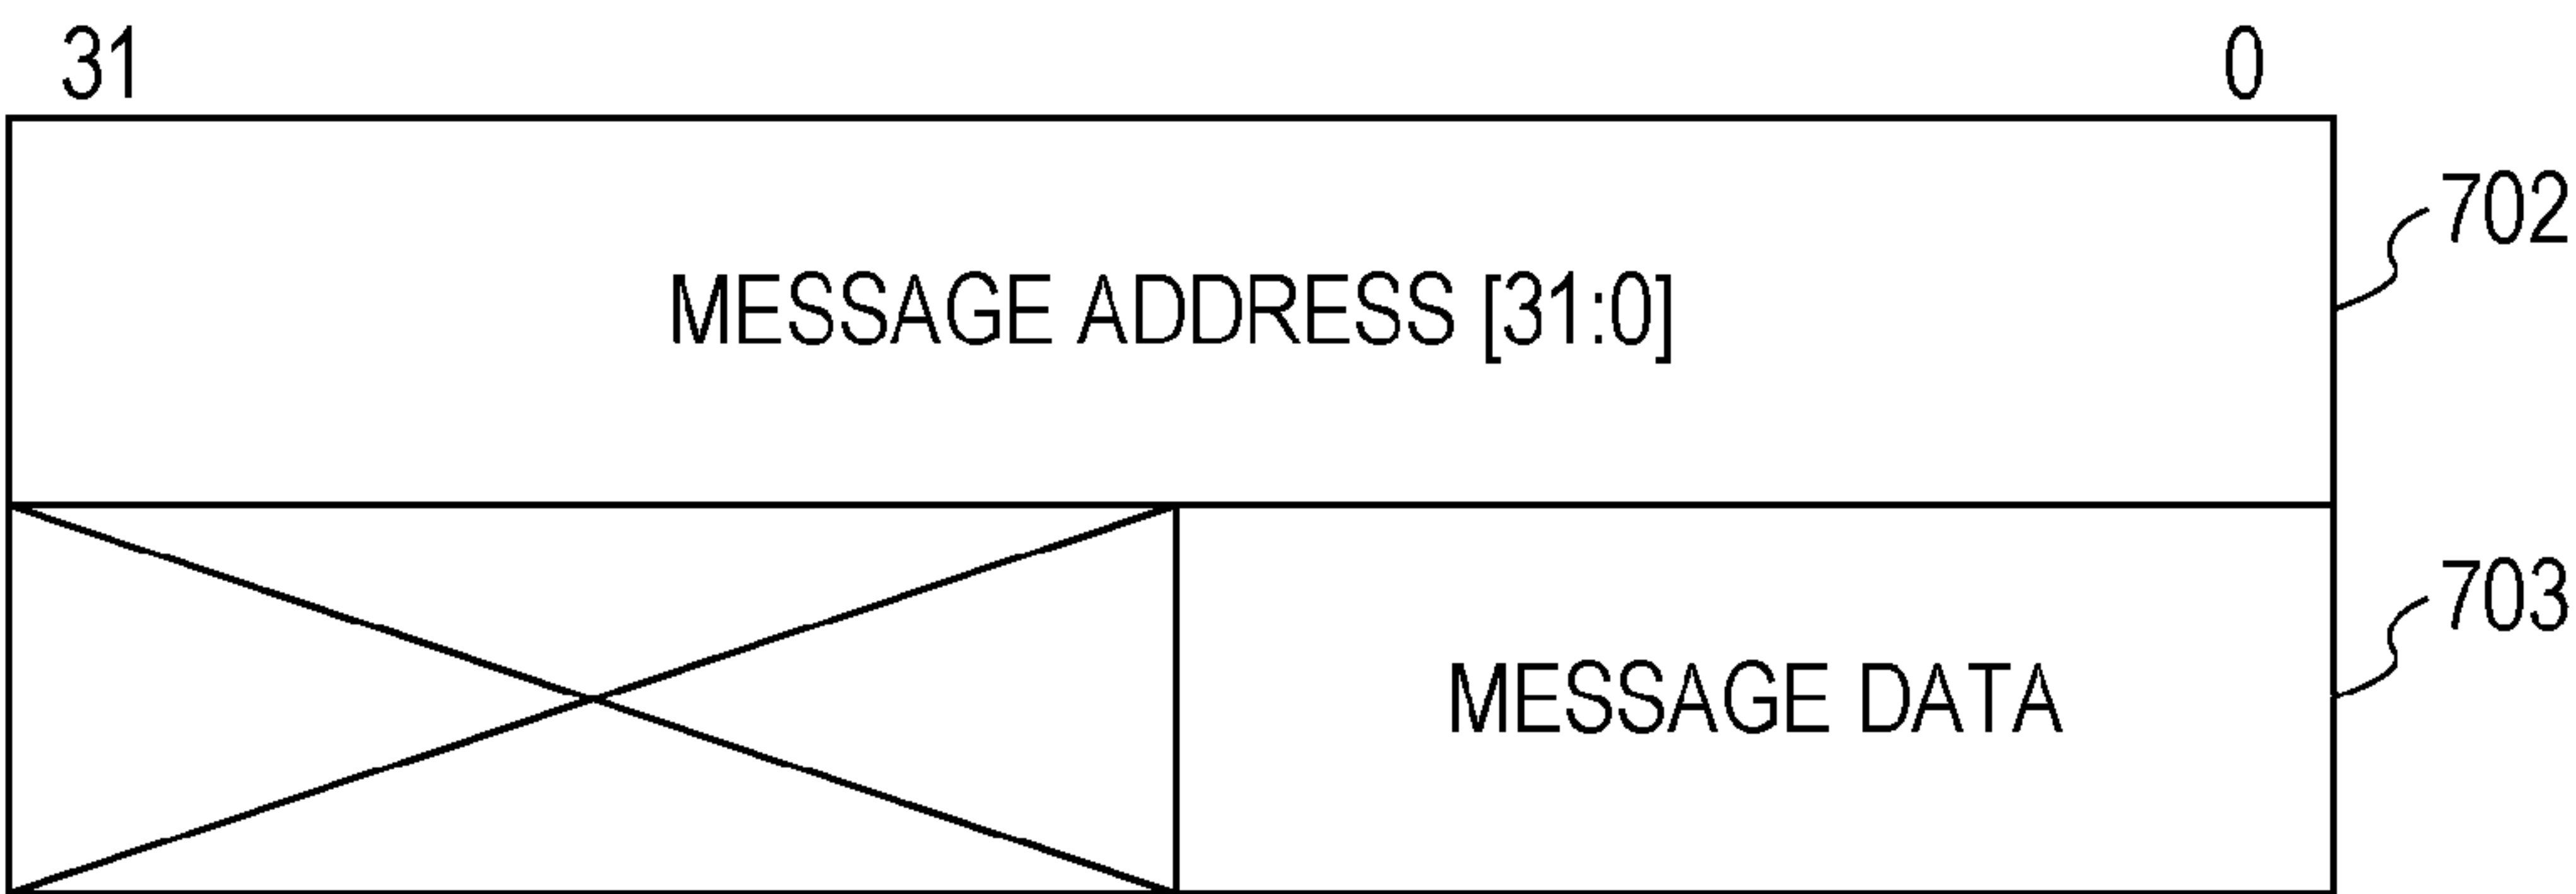 31 0
702
MESSAGE ADDRESS [31:0]
703
MESSAGE DATA